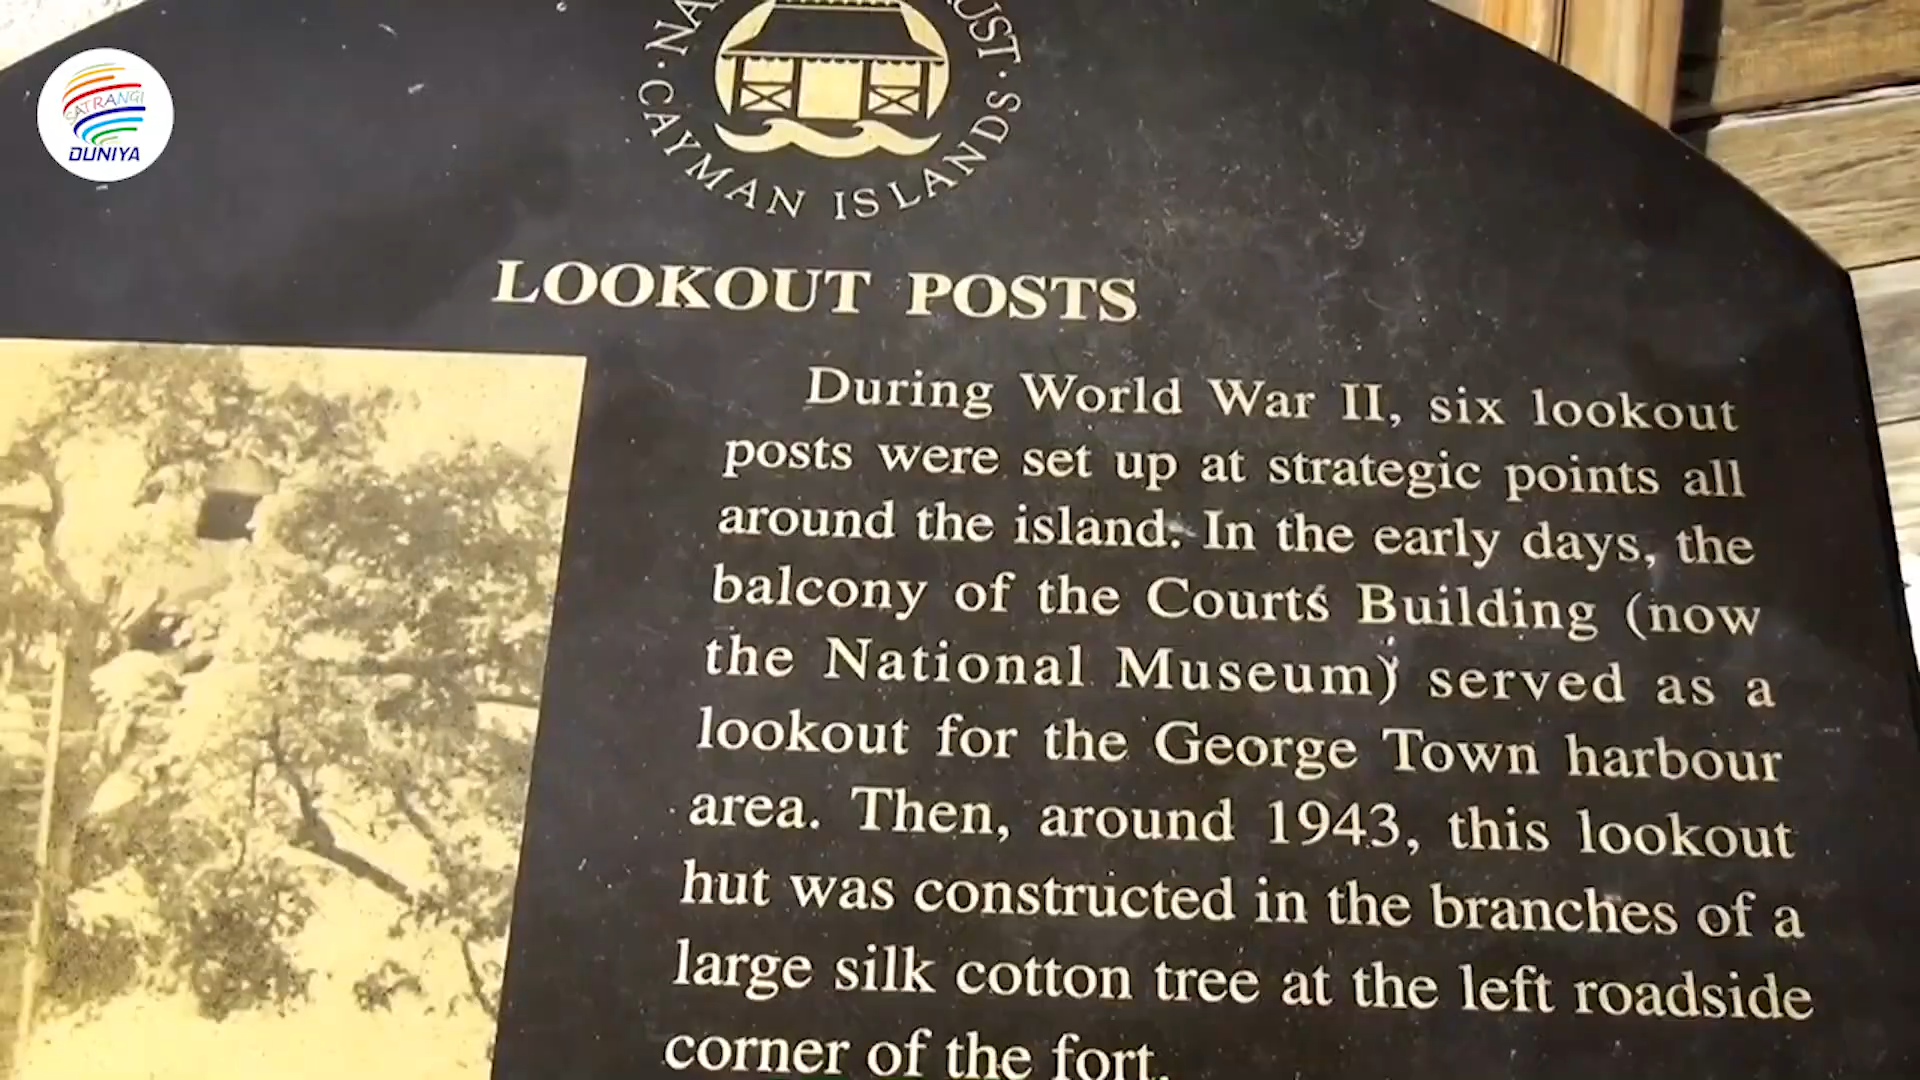 SATRANGI
DUNIYA
CAYMAN ISLANDS
LOOKOUT POSTS
During World War II, six lookout
posts were set up at strategic points all
around the island. In the early days, the
balcony of the Courts Building (now
the National Museum) served as a
lookout for the George Town harbour
area. Then, around 1943, this lookout
hut was constructed in the branches of a
large silk cotton tree at the left roadside
corner of the fort.